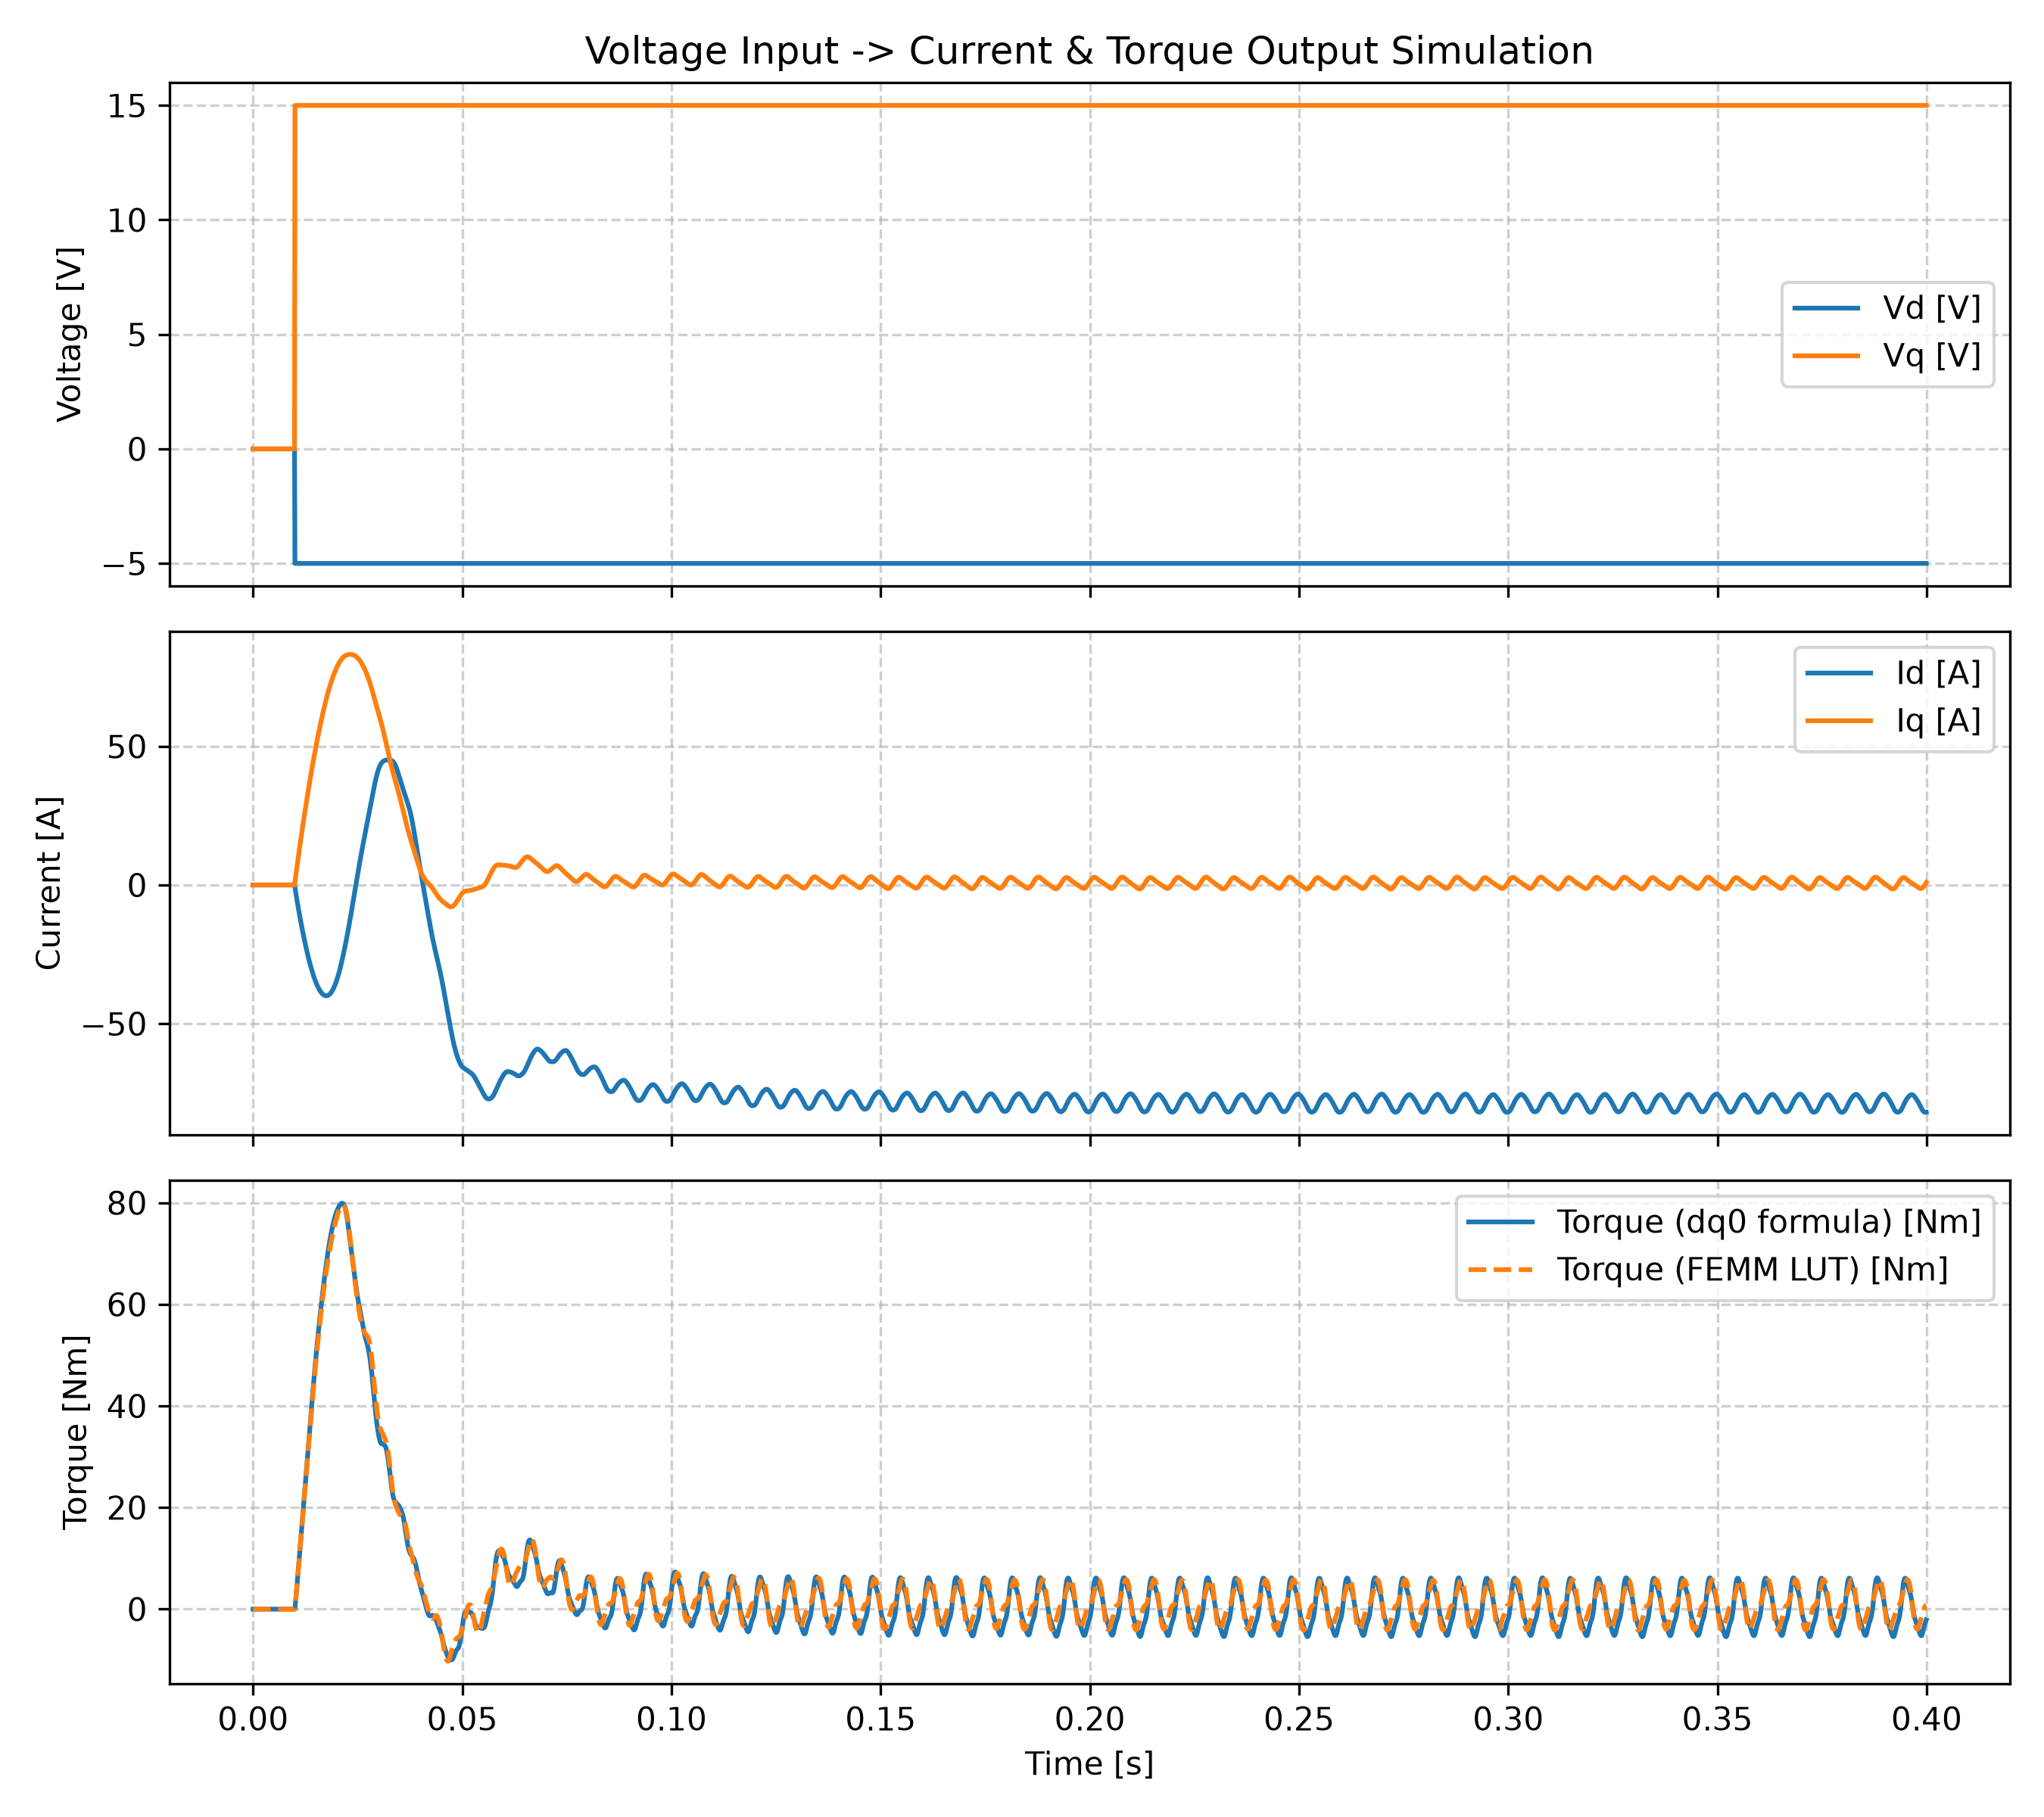 Voltage Input -> Current & Torque Output Simulation
15
10
5
0
−5
Voltage [V]
Vd [V]
Vq [V]
50
0
−50
Current [A]
Id [A]
Iq [A]
80
60
40
20
0
Torque [Nm]
Torque (dq0 formula) [Nm]
Torque (FEMM LUT) [Nm]
0.00 0.05 0.10 0.15 0.20 0.25 0.30 0.35 0.40
Time [s]